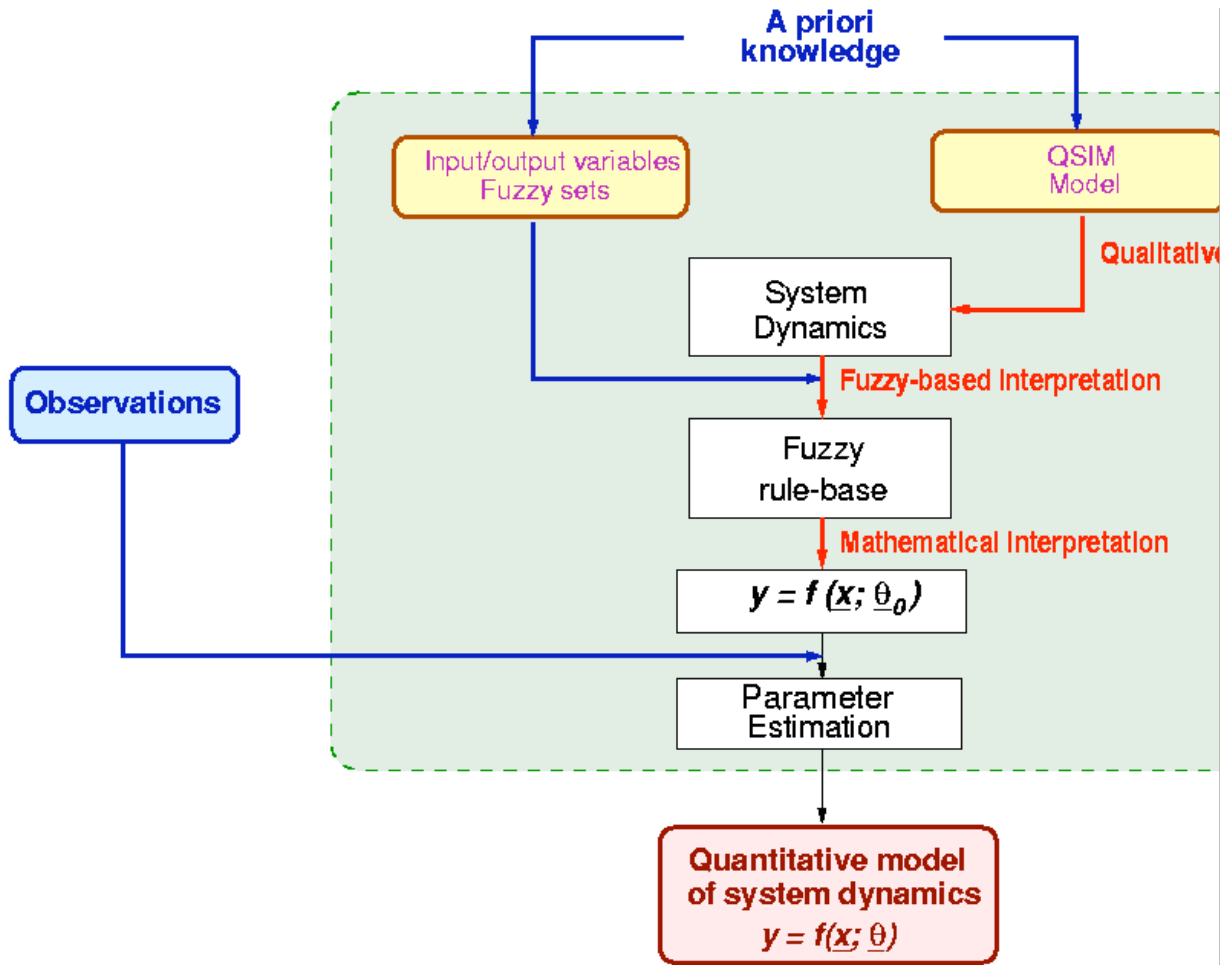 A priori
knowledge
Input/output variables
Fuzzy sets
QSIM
Model
Qualitative
System
Dynamics
Fuzzy-based Interpretation
Observations
Fuzzy
rule-base
Mathematical Interpretation
y = f (x; θ₀)
Parameter
Estimation
Quantitative model
of system dynamics
y = f(x; θ)